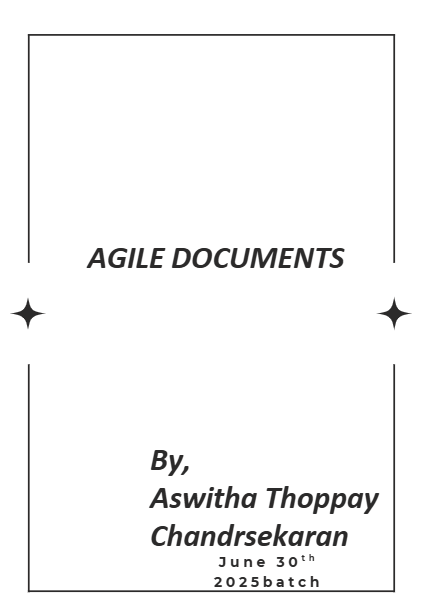 AGILE DOCUMENTS
By,
Aswitha Thoppay
Chandrsekaran
June 30th
2025batch